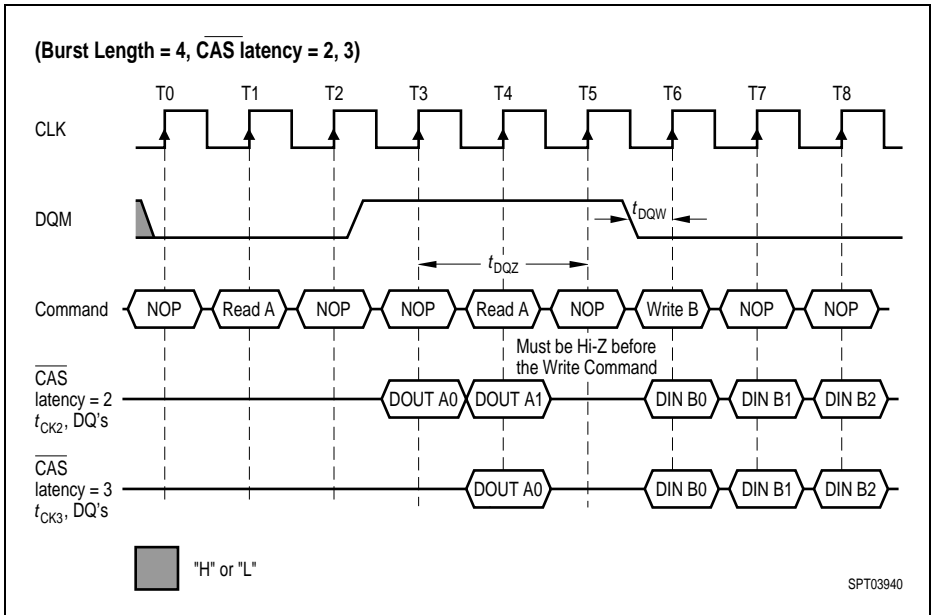 (Burst Length = 4, CAS latency = 2, 3)
T0 T1 T2 T3 T4 T5 T6 T7 T8
CLK
DQM
tDQW
tDQZ
Command NOP Read A NOP NOP Read A NOP Write B NOP NOP
Must be Hi-Z before
the Write Command
CAS
latency = 2
tCK2, DQ's
DOUT A0 DOUT A1 DIN B0 DIN B1 DIN B2
CAS
latency = 3
tCK3, DQ's
DOUT A0 DIN B0 DIN B1 DIN B2
"H" or "L"
SPT03940